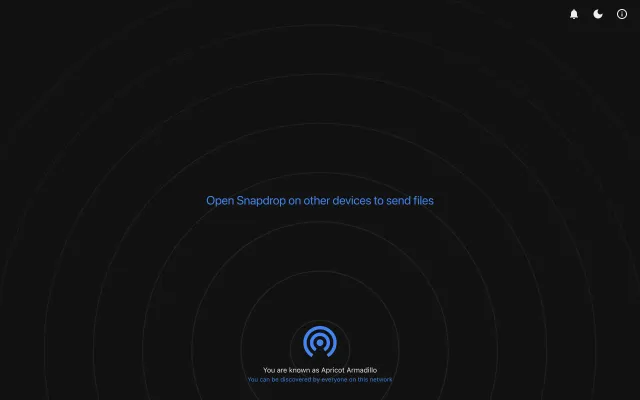 Open Snapdrop on other devices to send files
You are known as Apricot Armadillo
You can be discovered by everyone on this network